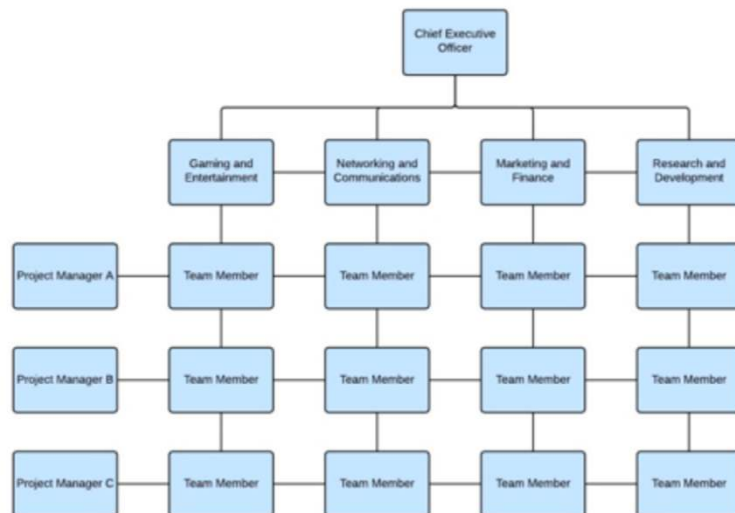 Chief Executive
Officer
Gaming and
Entertainment
Networking and
Communications
Marketing and
Finance
Research and
Development
Project Manager A
Team Member
Team Member
Team Member
Team Member
Project Manager B
Team Member
Team Member
Team Member
Team Member
Project Manager C
Team Member
Team Member
Team Member
Team Member